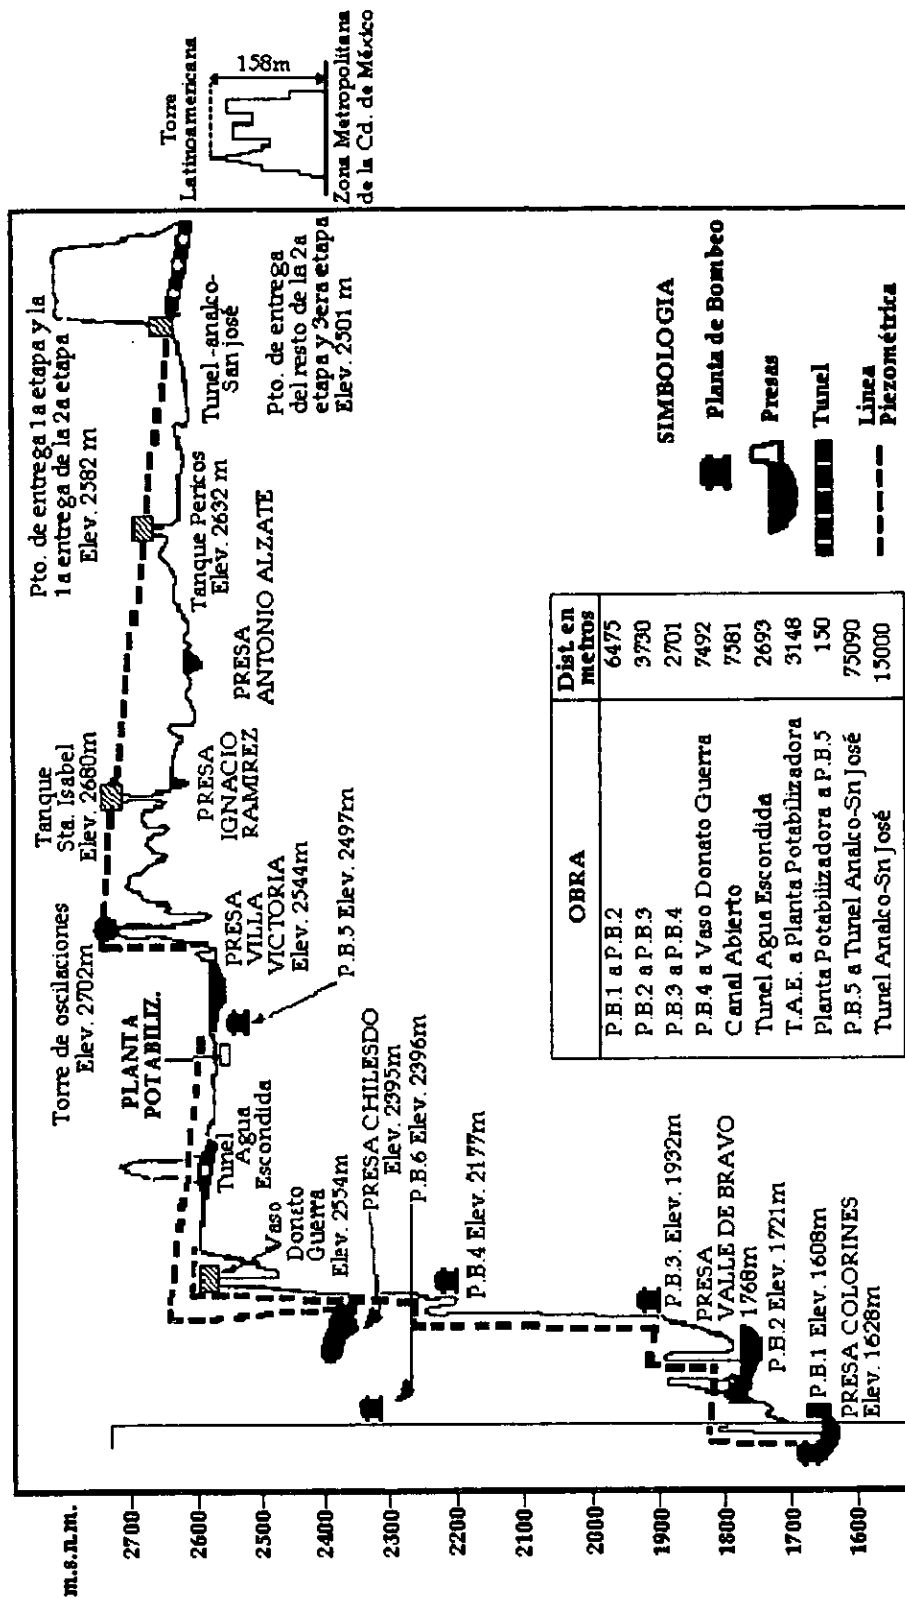 m.s.n.m.
2700
2600
2500
2400
2300
2200
2100
2000
1900
1800
1700
1600
Torre de oscilaciones
Elev. 2702m
PLANTA
POTABILIZ.
Tunel
Agua
Escondida
Vaso
Donato
Guerra
Elev. 2554m
PRESA CHILESDO
Elev. 2395m
P.B.6 Elev. 2396m
P.B.4 Elev. 2177m
P.B.3. Elev. 1932m
PRESA
VALLE DE BRAVO
1768m
P.B.2 Elev. 1721m
P.B.1 Elev. 1608m
PRESA COLORINES
Elev. 1628m
PRESA
VILLA
VICTORIA
Elev. 2544m
P.B.5 Elev. 2497m
Tanque
Sta. Isabel
Elev. 2680m
PRESA
IGNACIO
RAMIREZ
PRESA
ANTONIO ALZATE
Tanque Pericos
Elev. 2632 m
Pto. de entrega 1a etapa y la
1a entrega de la 2a etapa
Elev. 2582 m
Tunel-analco-
San josé
Pto. de entrega
del resto de la 2a
etapa y 3era etapa
Elev. 2501 m
Torre
Latinoamericana
158m
Zona Metropolitana
de la Cd. de México
OBRA Dist. en metros
P.B.1 a P.B.2 6475
P.B.2 a P.B.3 3730
P.B.3 a P.B.4 2701
P.B.4 a Vaso Donato Guerra 7492
Canal Abierto 7581
Tunel Agua Escondida 2693
T.A.E. a Planta Potabilizadora 3148
Planta Potabilizadora a P.B.5 150
P.B.5 a Tunel Analco-Sn José 75090
Tunel Analco-Sn José 15000
SIMBOLOGIA
Planta de Bombeo
Presas
Tunel
Linea
Piezométrica